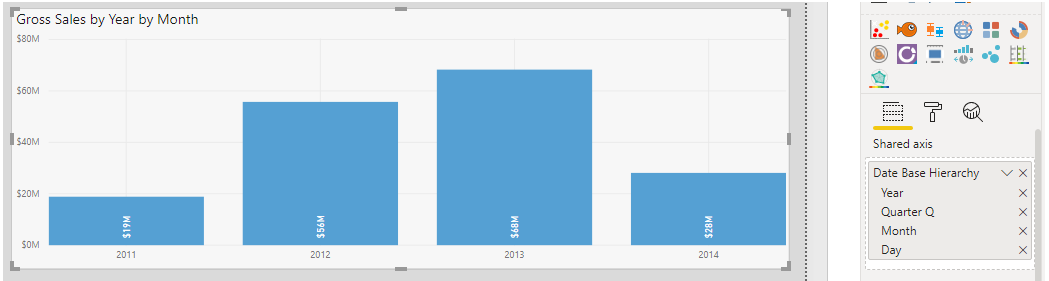 Gross Sales by Year by Month
$80M
$60M
$40M
$20M
$0M
$19M
$56M
$68M
$28M
2011
2012
2013
2014
Shared axis
Date Base Hierarchy
Year
Quarter Q
Month
Day